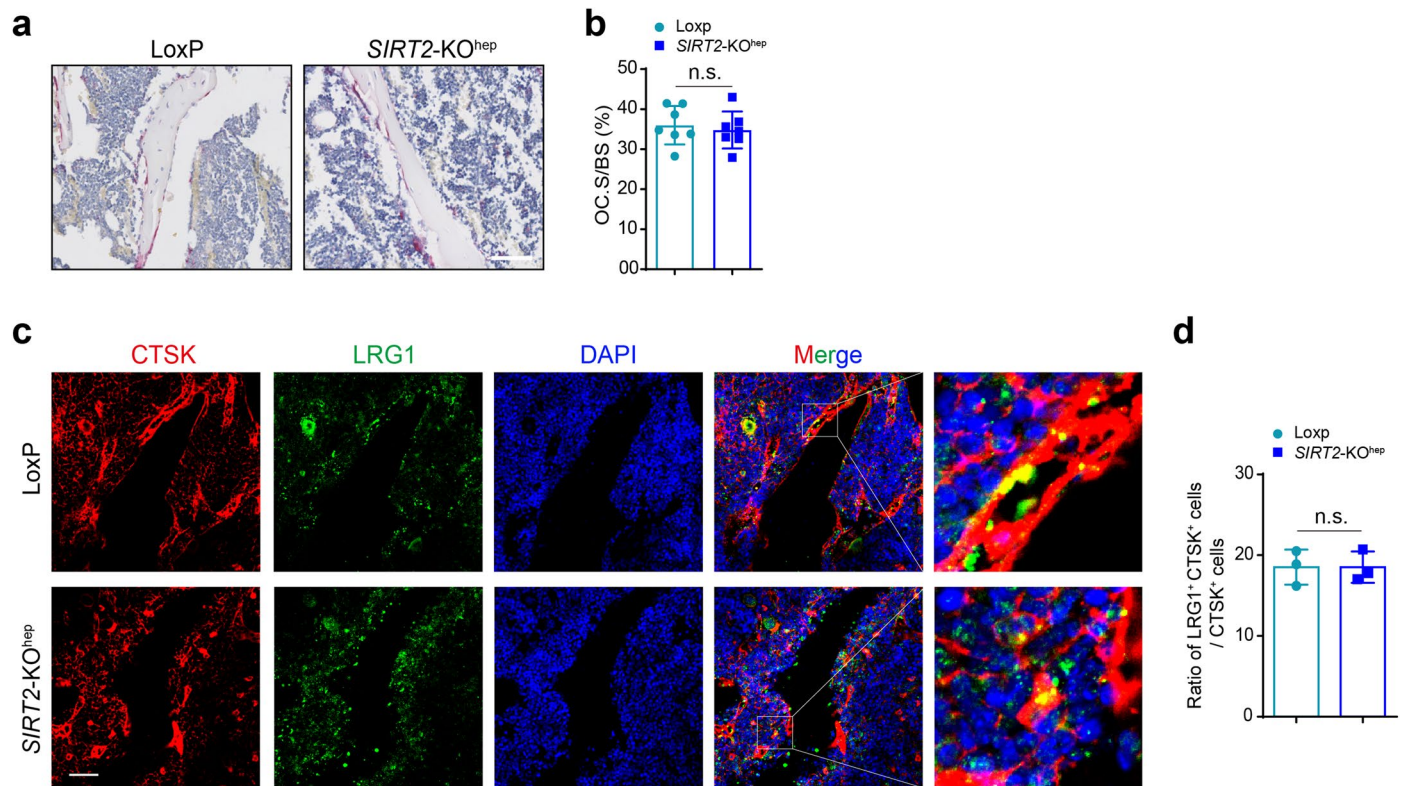 a
LoxP
SIRT2-KOhep
b
Loxp
SIRT2-KOhep
n.s.
50
40
30
20
10
00
OC.S/BS (%)
c
CTSK
LRG1
DAPI
Merge
LoxP
SIRT2-KOhep
d
Loxp
SIRT2-KOhep
n.s.
30
20
10
0
Ratio of LRG1+CTSK+ cells
/ CTSK+ cells